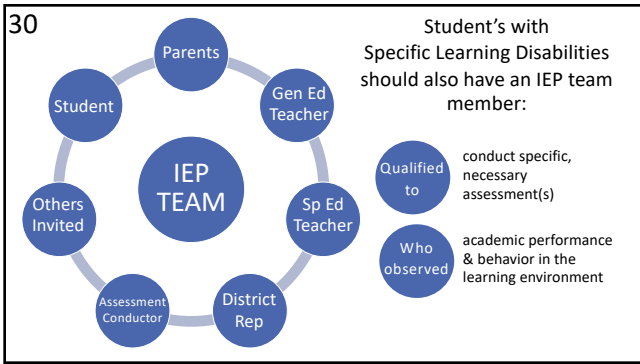 30
Parents
Gen Ed
Teacher
Sp Ed
Teacher
District
Rep
Assessment
Conductor
Others
Invited
Student
IEP
TEAM
Student’s with
Specific Learning Disabilities
should also have an IEP team
member:
Qualified
to
conduct specific,
necessary
assessment(s)
Who
observed
academic performance
& behavior in the
learning environment